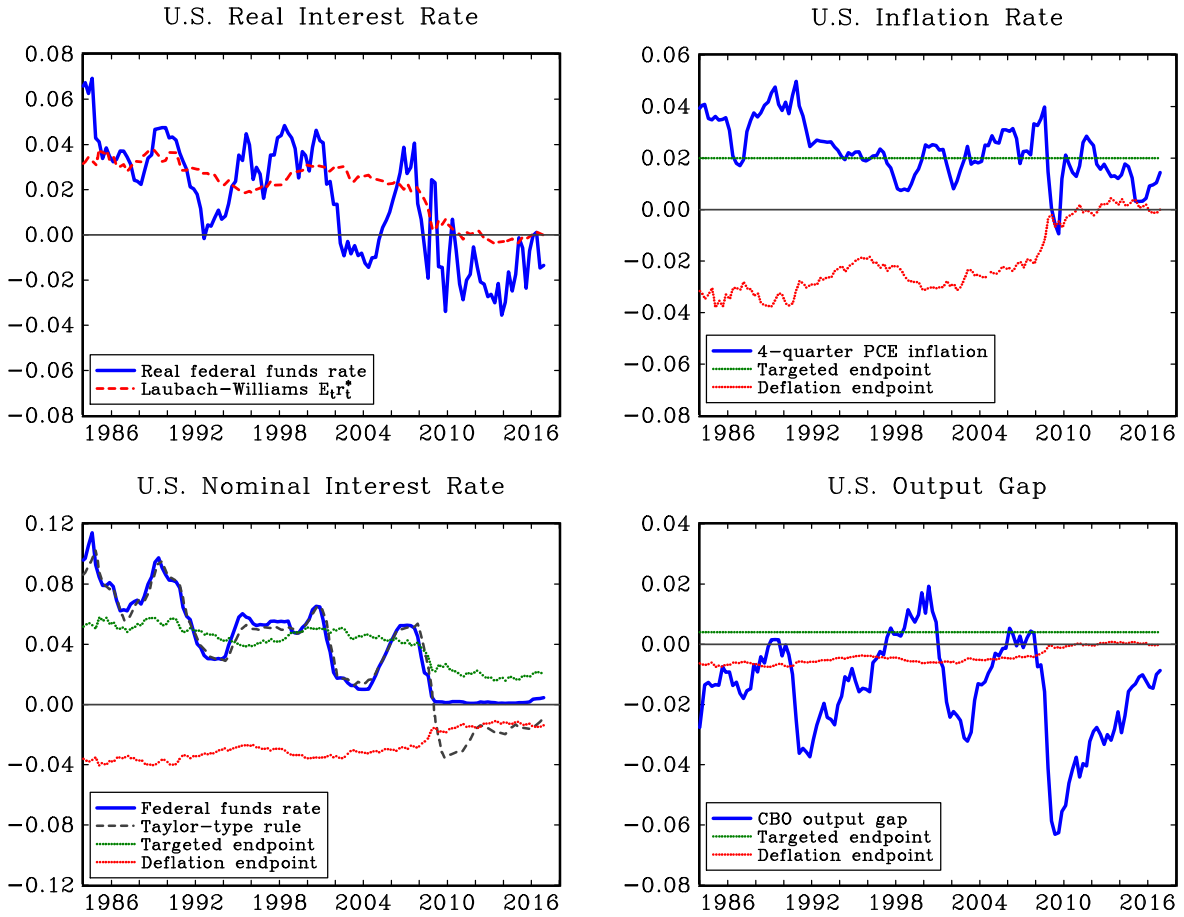 U.S. Real Interest Rate
0.08
0.06
0.04
0.02
0.00
−0.02
−0.04
−0.06
−0.08
Real federal funds rate
Laubach−Williams Eₜrₜ*
1986 1992 1998 2004 2010 2016
U.S. Inflation Rate
0.06
0.04
0.02
0.00
−0.02
−0.04
−0.06
−0.08
4−quarter PCE inflation
Targeted endpoint
Deflation endpoint
1986 1992 1998 2004 2010 2016
U.S. Nominal Interest Rate
0.12
0.08
0.04
0.00
−0.04
−0.08
−0.12
Federal funds rate
Taylor−type rule
Targeted endpoint
Deflation endpoint
1986 1992 1998 2004 2010 2016
U.S. Output Gap
0.04
0.02
0.00
−0.02
−0.04
−0.06
−0.08
CBO output gap
Targeted endpoint
Deflation endpoint
1986 1992 1998 2004 2010 2016